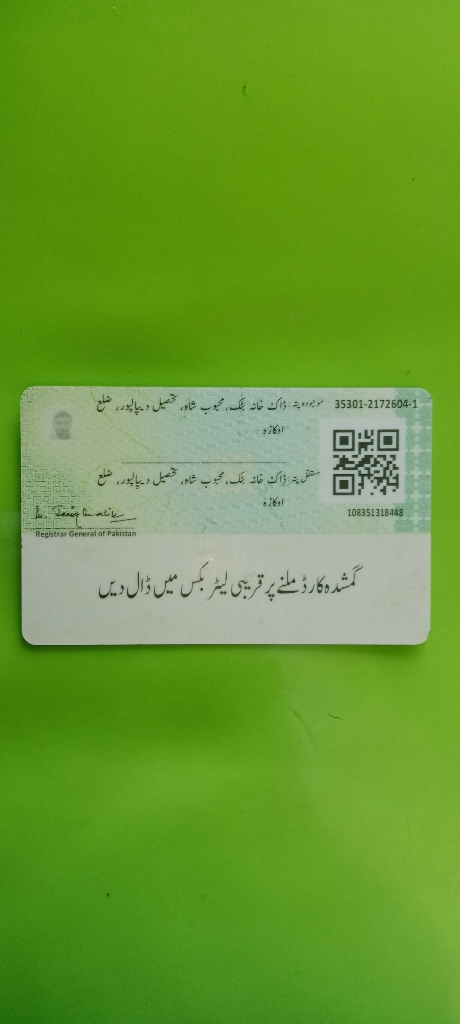 35301-2172604-1
موجودہ پتہ: ڈاک خانہ بنک، محبوب شاہ، تحصیل دیپالپور، ضلع
اوکاڑہ
مستقل پتہ: ڈاک خانہ بنک، محبوب شاہ، تحصیل دیپالپور، ضلع
اوکاڑہ
108351318448
Registrar General of Pakistan
گمشدہ کارڈ ملنے پر قریبی لیٹر بکس میں ڈال دیں